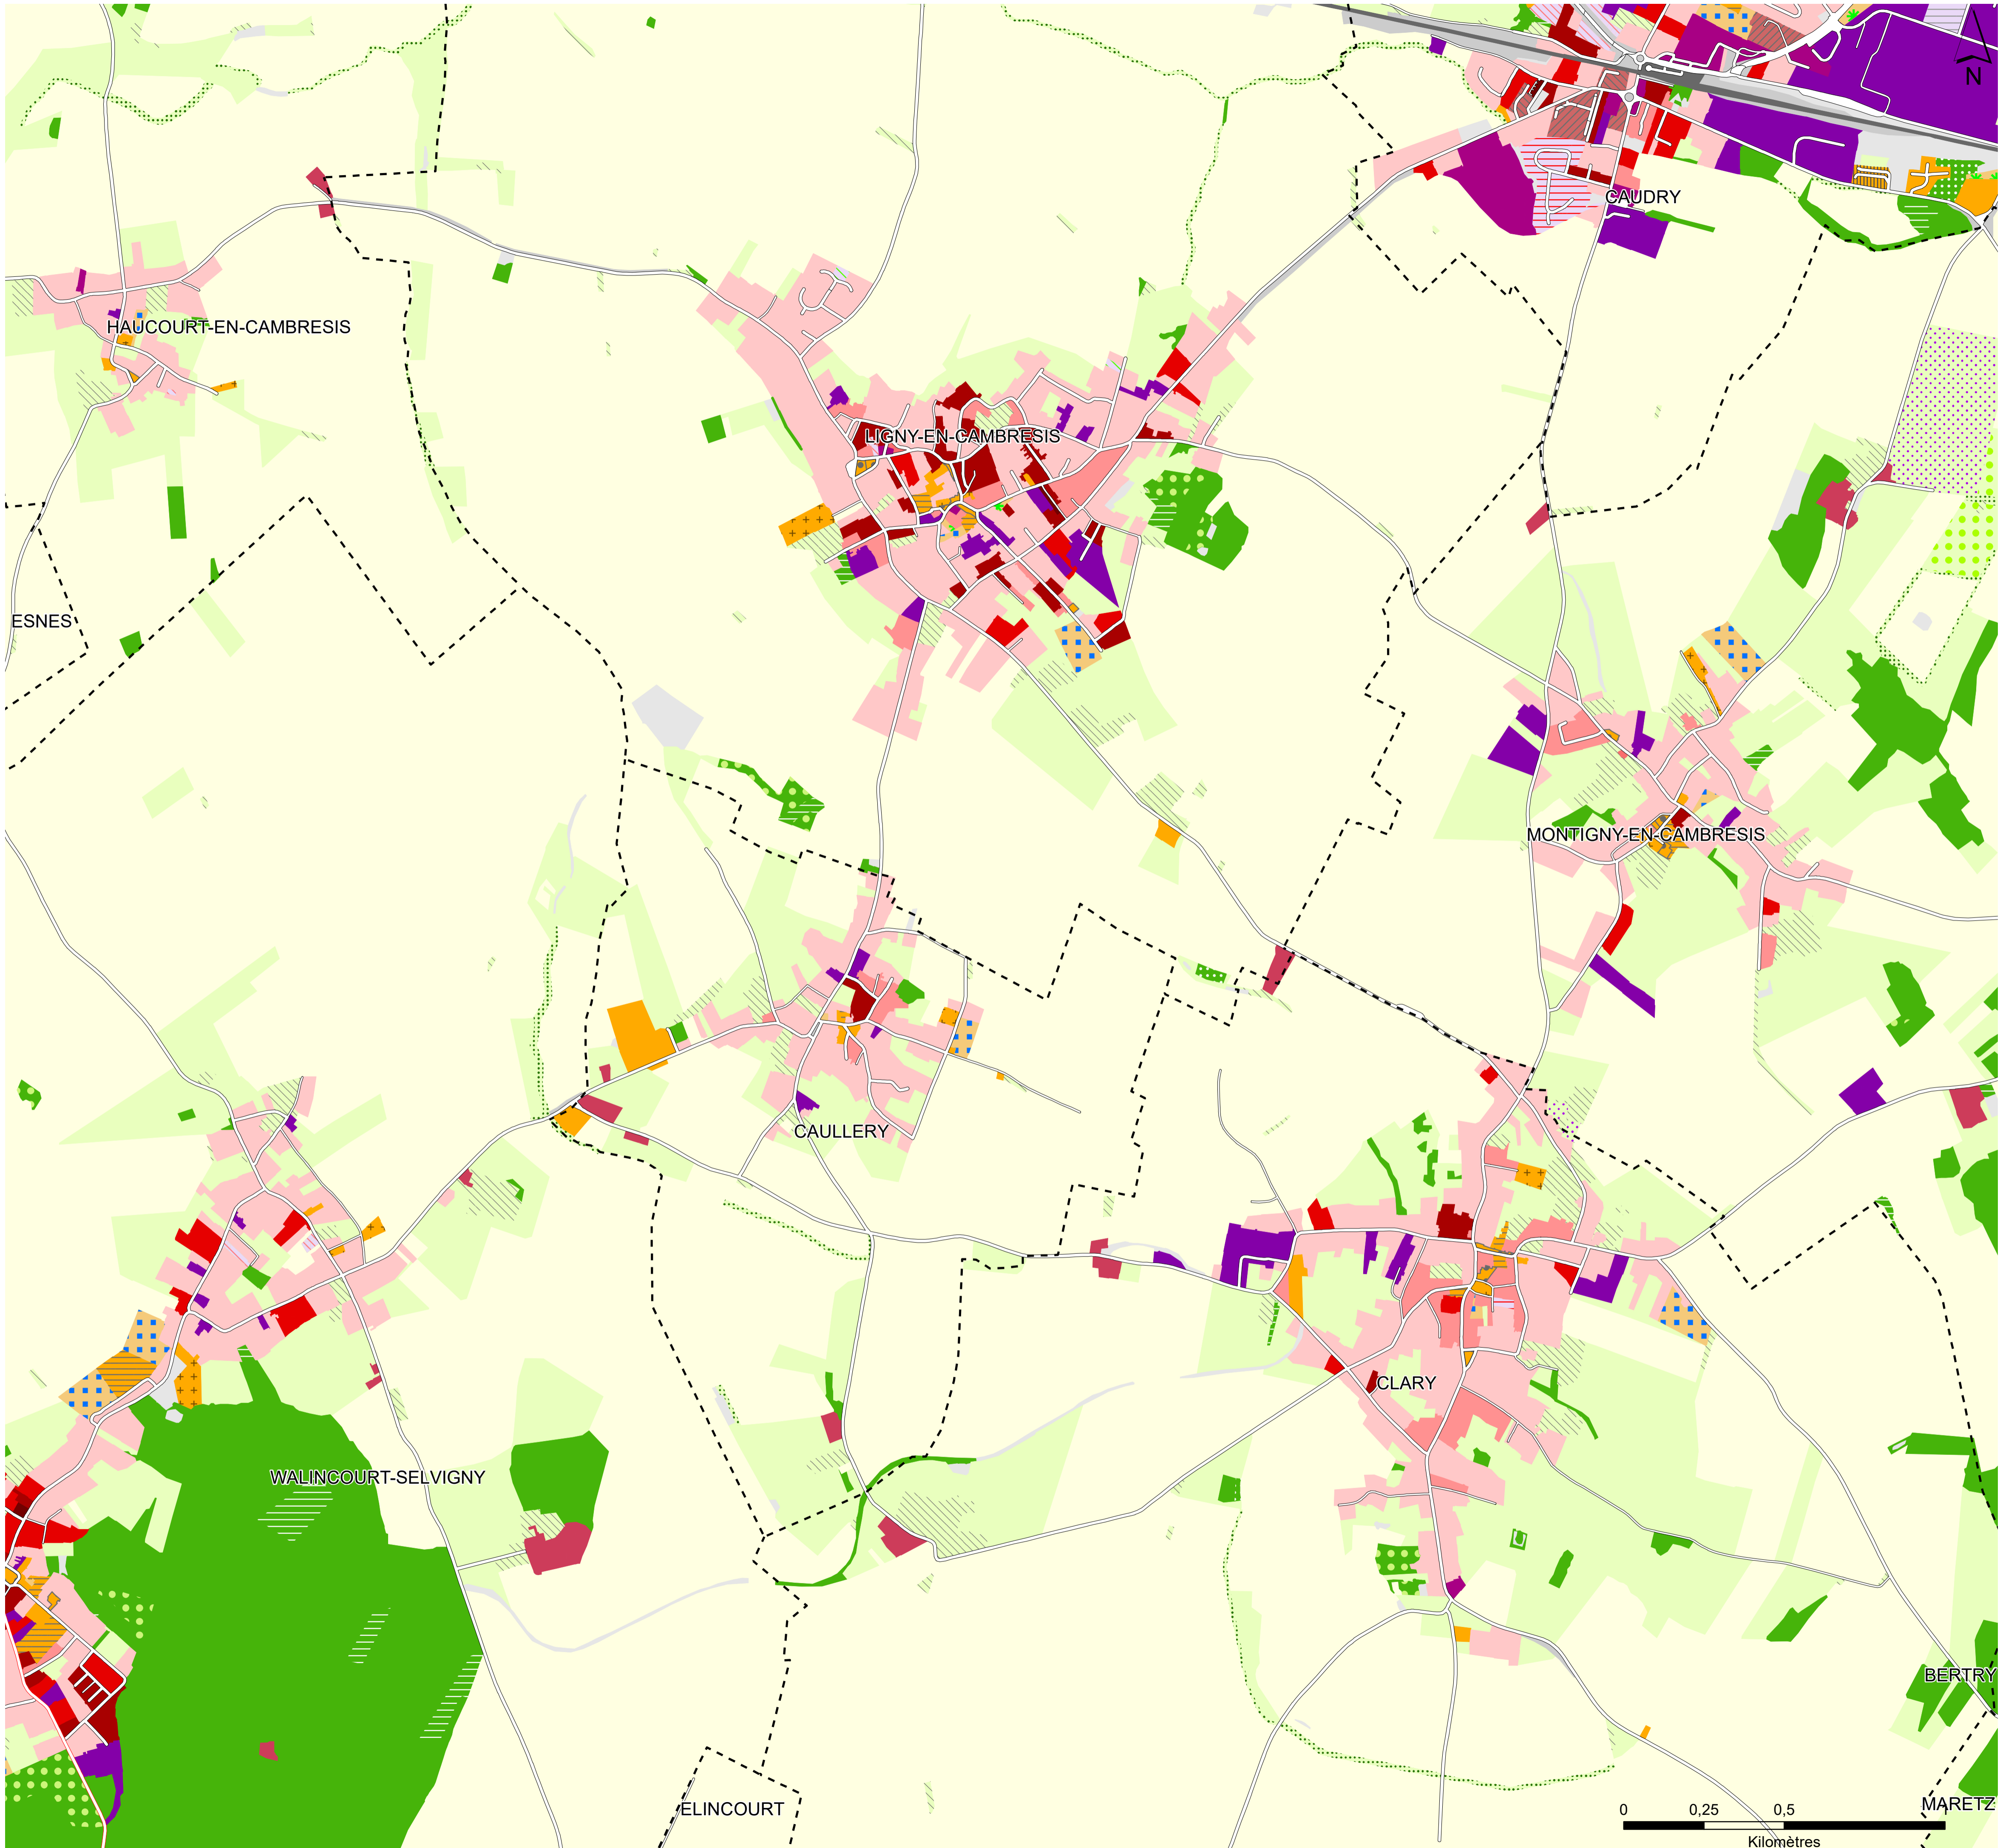 N
CAUDRY
HAUCOURT-EN-CAMBRESIS
LIGNY-EN-CAMBRESIS
ESNES
MONTIGNY-EN-CAMBRESIS
CAULLERY
CLARY
WALINCOURT-SELVIGNY
BERTRY
MARETZ
ELINCOURT
0 0,25 0,5
Kilomètres